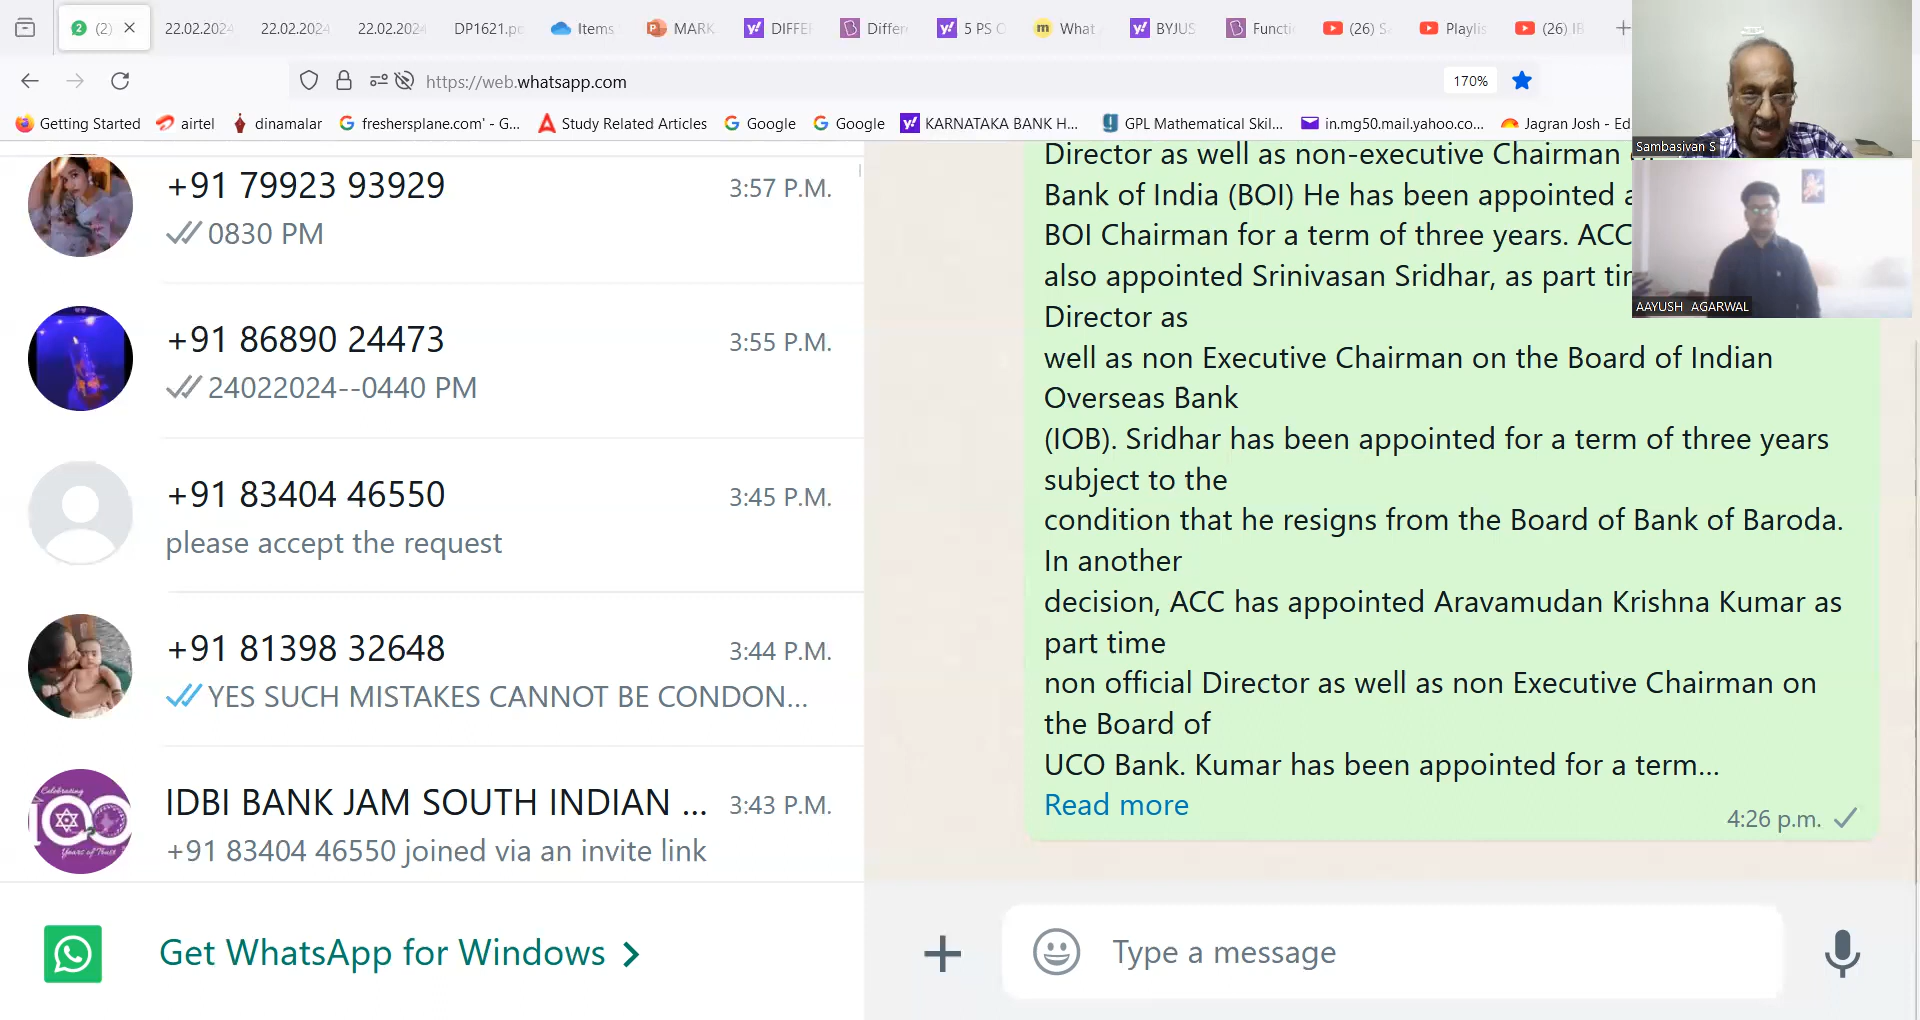 2 (2)
22.02.2024
22.02.2024
22.02.2024
DP1621.pd
Items
MARK
DIFFER
Differ
5 PS O
What
BYJUS
Functi
(26) S
Playlis
(26) IB
https://web.whatsapp.com
170%
Getting Started
airtel
dinamalar
freshersplane.com' - G...
Study Related Articles
Google
Google
KARNATAKA BANK H...
GPL Mathematical Skil...
in.mg50.mail.yahoo.co...
Jagran Josh - Ed
Sambasivan S
AAYUSH AGARWAL
+91 79923 93929
3:57 P.M.
0830 PM
+91 86890 24473
3:55 P.M.
24022024--0440 PM
+91 83404 46550
3:45 P.M.
please accept the request
+91 81398 32648
3:44 P.M.
YES SUCH MISTAKES CANNOT BE CONDON...
Celebrating
100
Years of Trust
IDBI BANK JAM SOUTH INDIAN ...
3:43 P.M.
+91 83404 46550 joined via an invite link
Get WhatsApp for Windows
Director as well as non-executive Chairman
Bank of India (BOI) He has been appointed
BOI Chairman for a term of three years. ACC
also appointed Srinivasan Sridhar, as part
Director as
well as non Executive Chairman on the Board of Indian
Overseas Bank
(IOB). Sridhar has been appointed for a term of three years
subject to the
condition that he resigns from the Board of Bank of Baroda.
In another
decision, ACC has appointed Aravamudan Krishna Kumar as
part time
non official Director as well as non Executive Chairman on
the Board of
UCO Bank. Kumar has been appointed for a term...
Read more
4:26 p.m.
Type a message